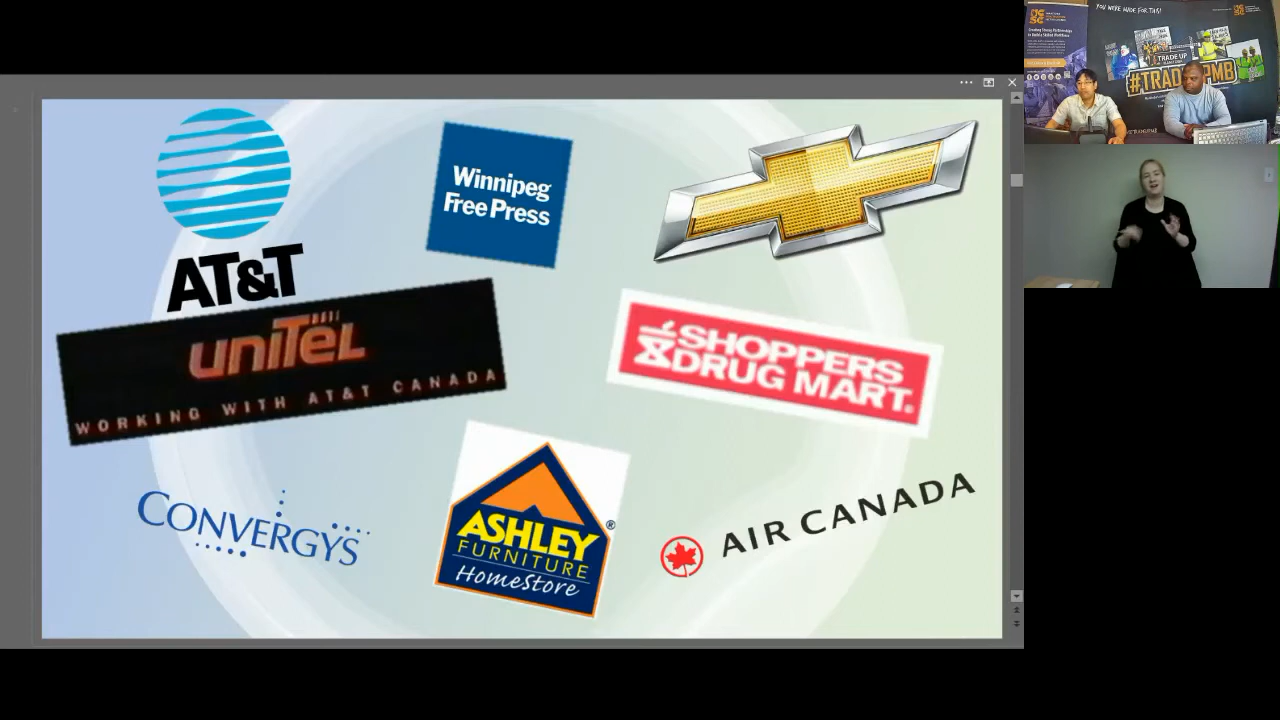 AT&T
Winnipeg
Free Press
uniTel
WORKING WITH AT&T CANADA
SHOPPERS
DRUG MART
CONVERGYS
ASHLEY
FURNITURE
HomeStore
®
AIR CANADA
YOU WERE MADE FOR THIS!
TRADE UP